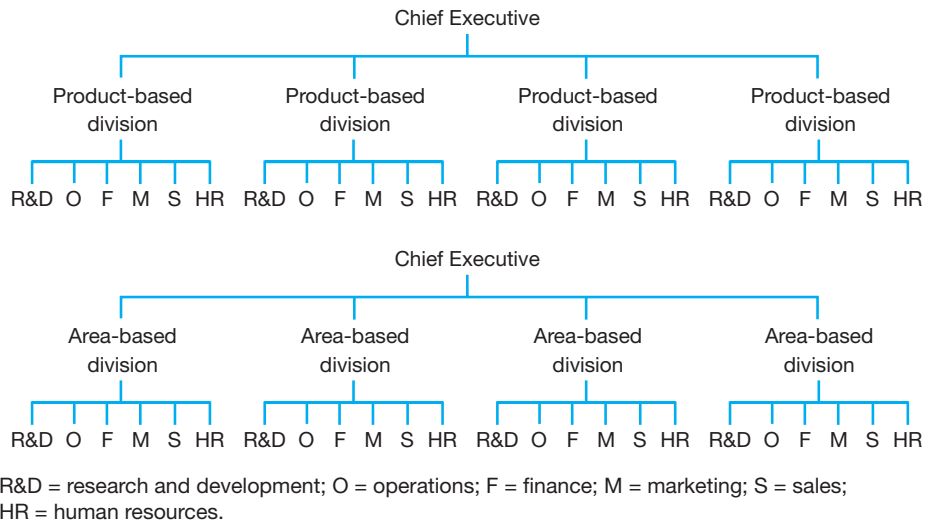 Chief Executive
Product-based division Product-based division Product-based division Product-based division
R&D O F M S HR R&D O F M S HR R&D O F M S HR R&D O F M S HR
Chief Executive
Area-based division Area-based division Area-based division Area-based division
R&D O F M S HR R&D O F M S HR R&D O F M S HR R&D O F M S HR
R&D = research and development; O = operations; F = finance; M = marketing; S = sales;
HR = human resources.